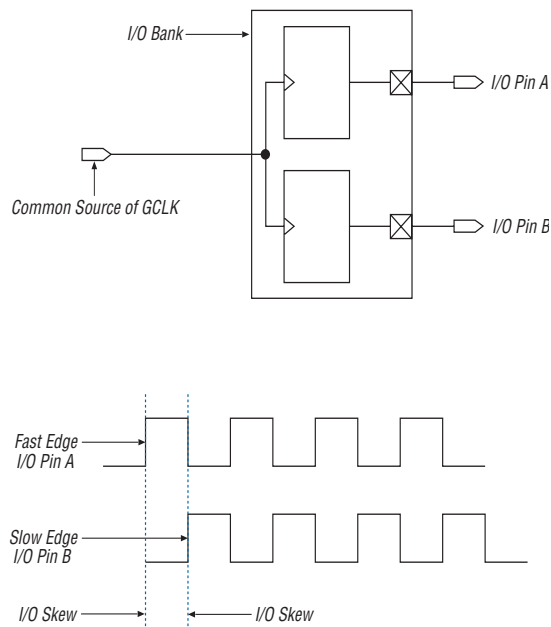 I/O Bank
I/O Pin A
Common Source of GCLK
I/O Pin B
Fast Edge
I/O Pin A
Slow Edge
I/O Pin B
I/O Skew
I/O Skew